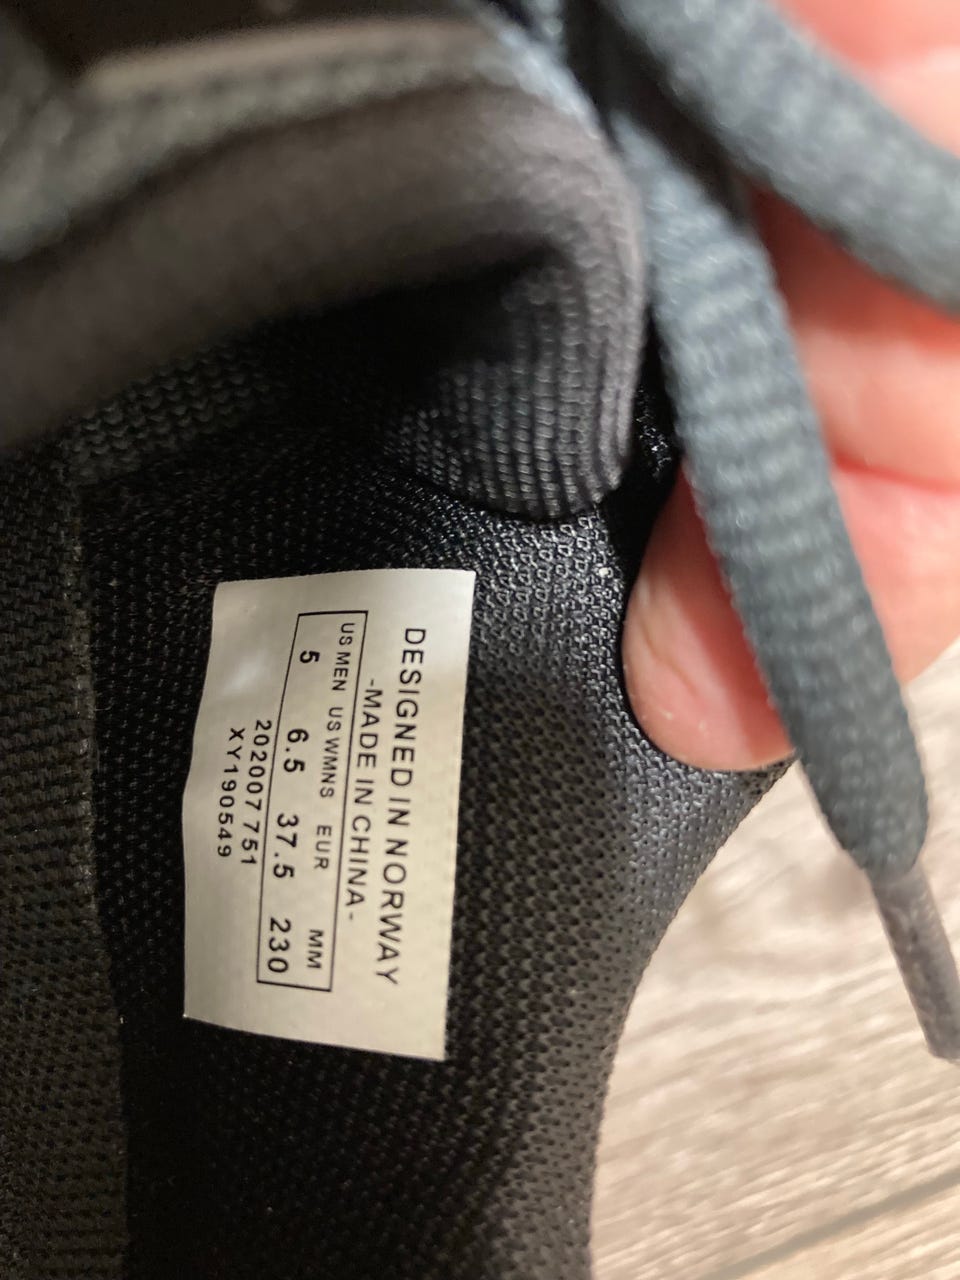 DESIGNED IN NORWAY
-MADE IN CHINA-
US MEN US WMNS EUR MM
5 6.5 37.5 230
202007 751
XY190549